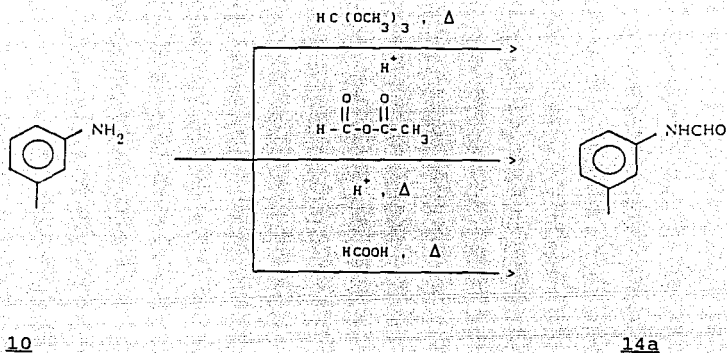 HC(OCH3)3 , Δ
H+
O O
H-C-O-C-CH3
NH2
NHCHO
H+ , Δ
HCOOH , Δ
10
14a